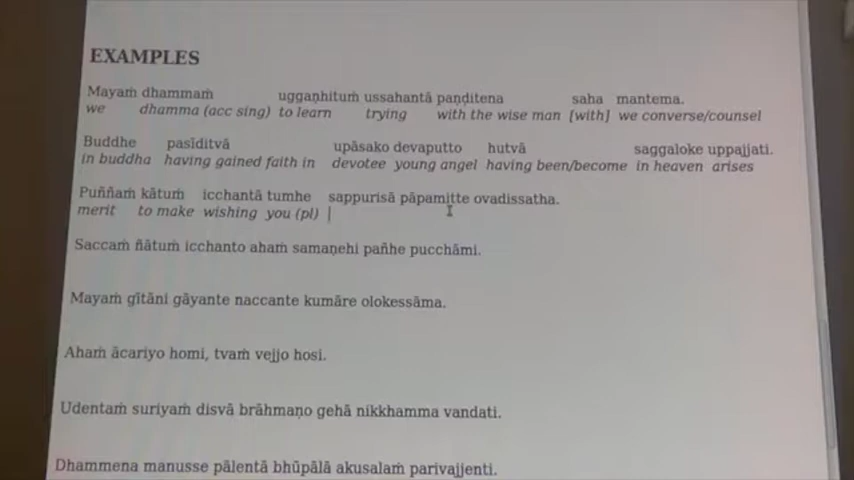 EXAMPLES
Mayaṁ dhammaṁ uggaṇhituṁ ussahantā paṇḍitena saha mantema.
we dhamma (acc sing) to learn trying with the wise man [with] we converse/counsel
Buddhe pasīditvā upāsako devaputto hutvā saggaloke uppajjati.
in buddha having gained faith in devotee young angel having been/become in heaven arises
Puññaṁ kātuṁ icchantā tumhe sappurisā pāpamitte ovadissatha.
merit to make wishing you (pl)
Saccaṁ ñātuṁ icchanto ahaṁ samaṇehi pañhe pucchāmi.
Mayaṁ gītāni gāyante naccante kumāre olokessāma.
Ahaṁ ācariyo homi, tvaṁ vejjo hosi.
Udentaṁ suriyaṁ disvā brāhmaṇo gehā nikkhamma vandati.
Dhammena manusse pālentā bhūpālā akusalaṁ parivajjenti.